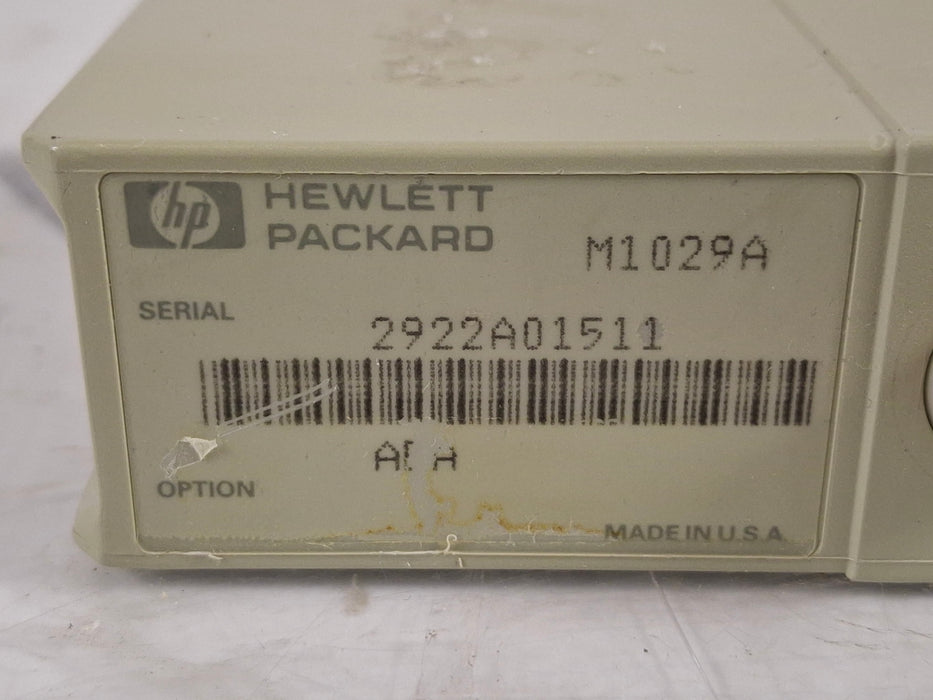 hp HEWLETT
PACKARD
M1029A
SERIAL
2922A01511
OPTION
MADE IN U.S.A.